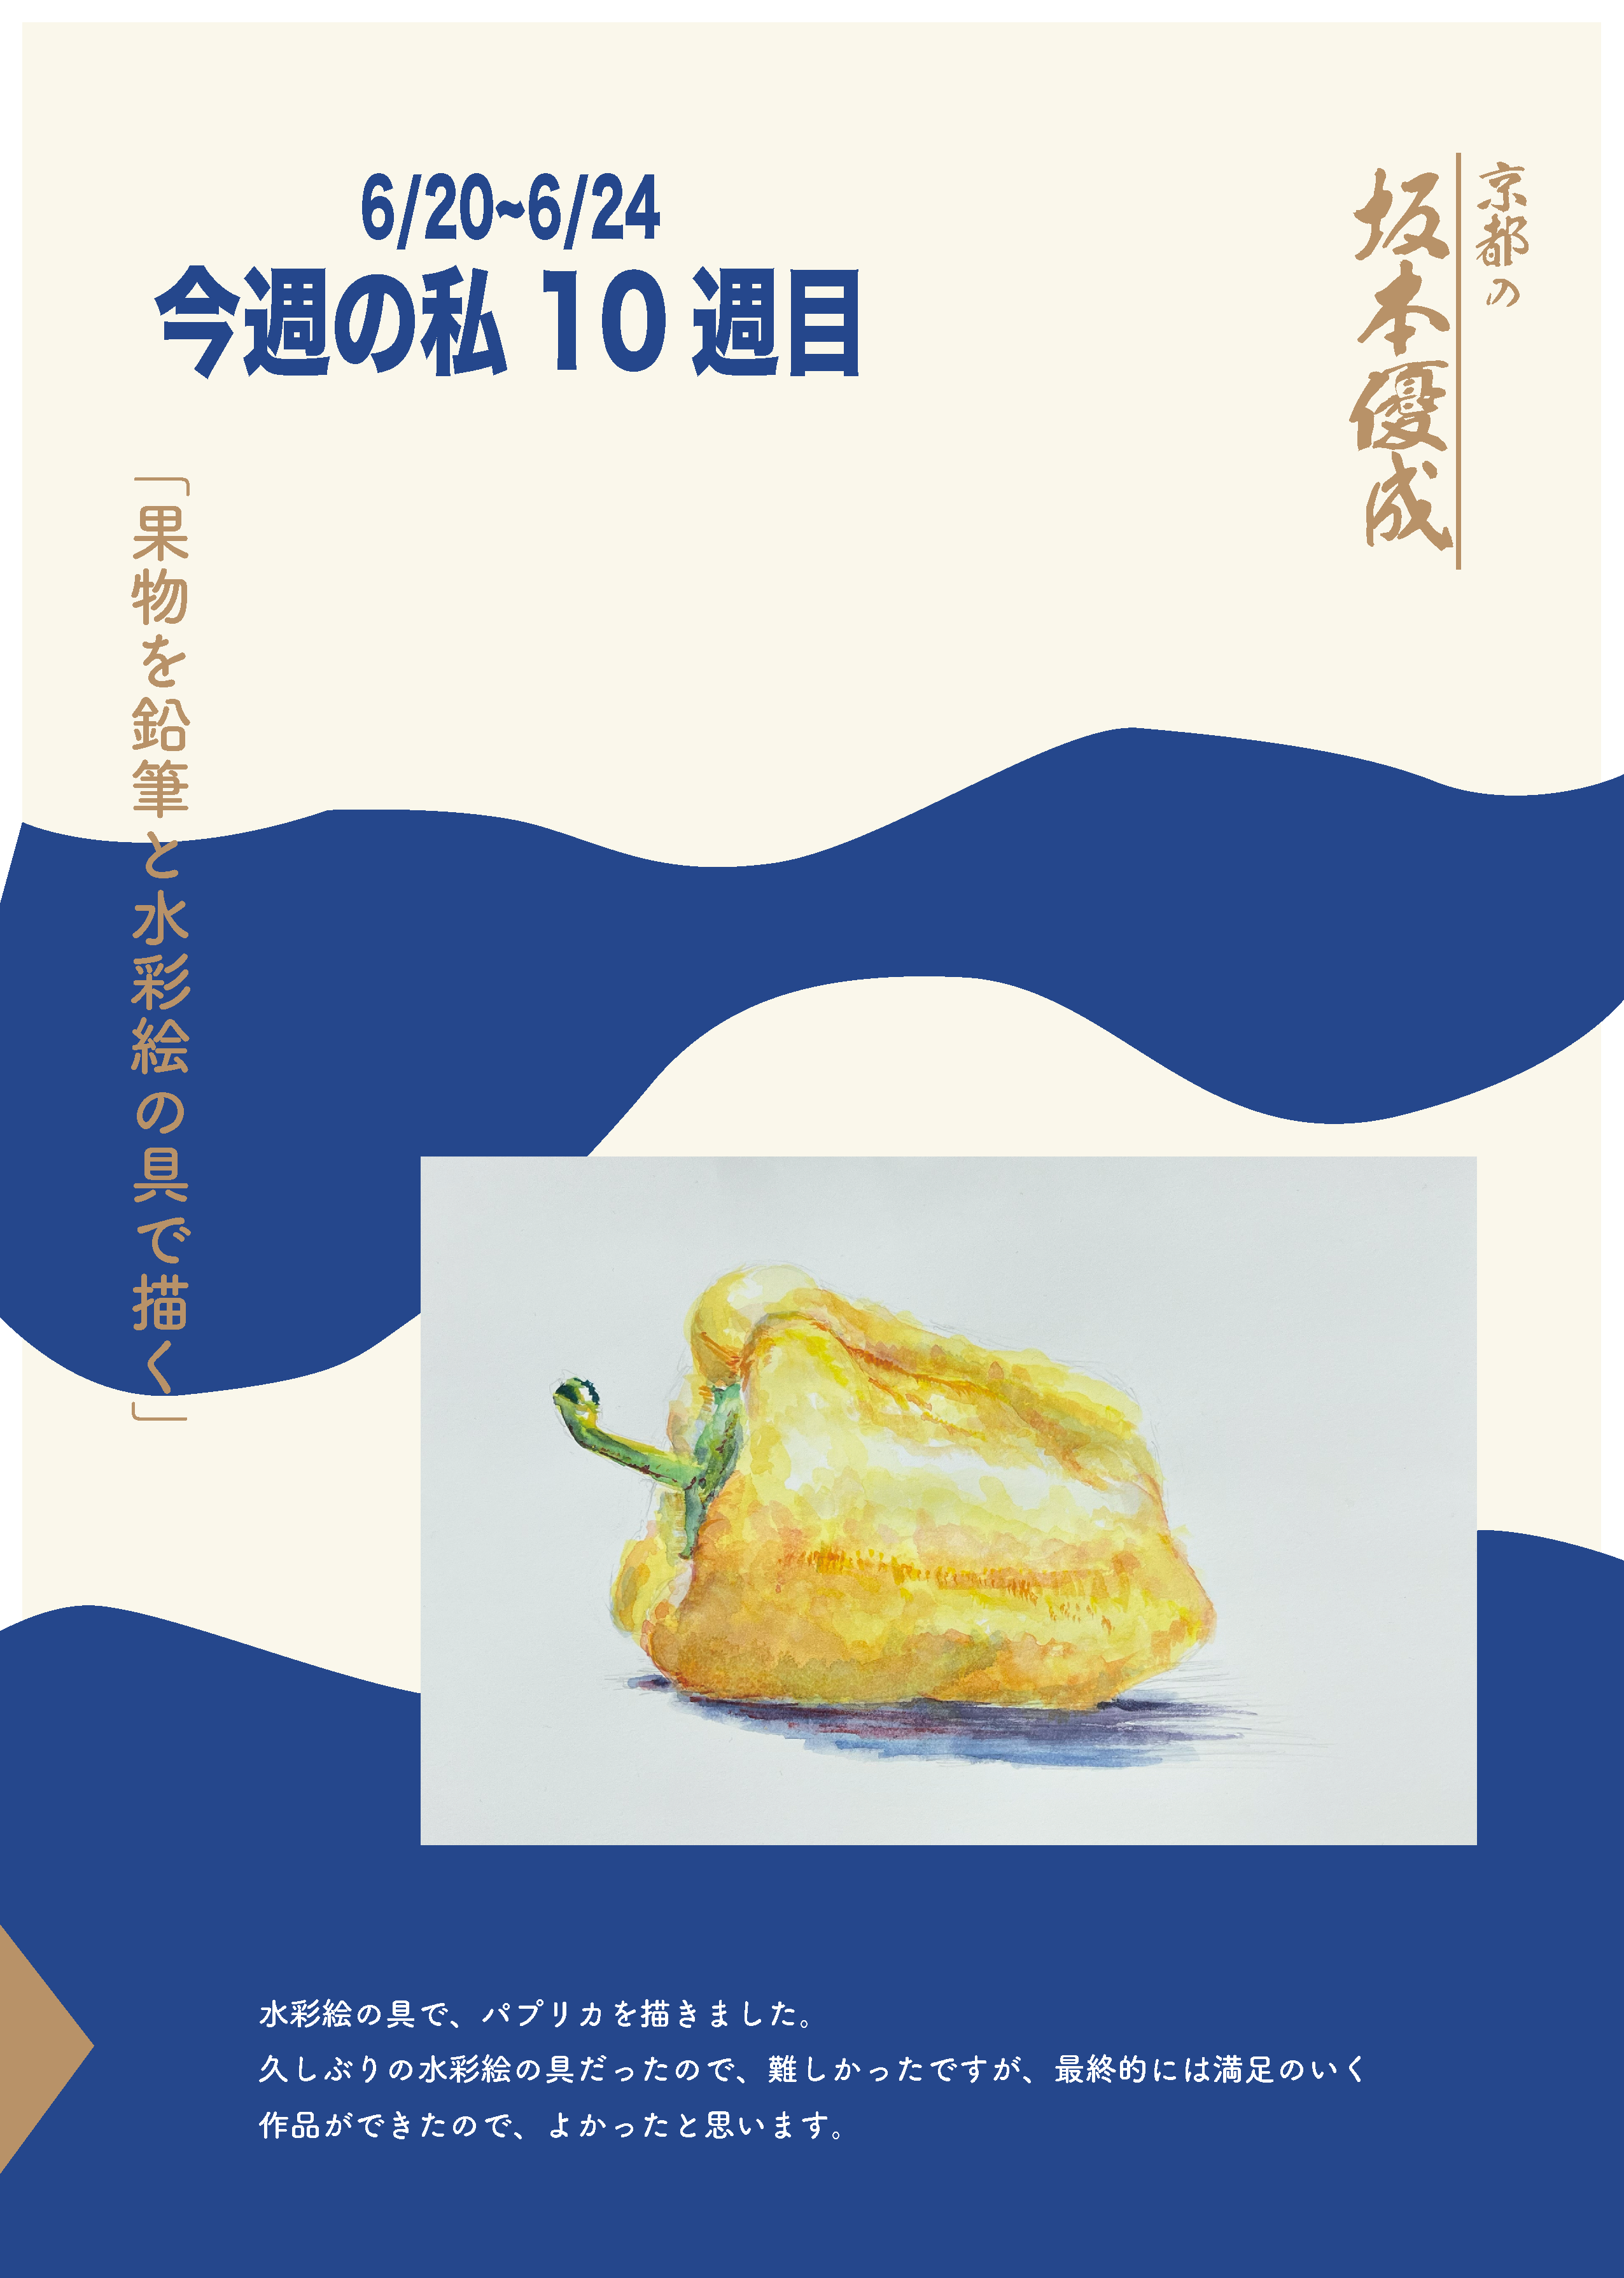 6/20~6/24
今週の私 10 週目
京都の
坂本優成
「果物を鉛筆と水彩絵の具で描く」
水彩絵の具で、パプリカを描きました。
久しぶりの水彩絵の具だったので、難しかったですが、最終的には満足のいく
作品ができたので、よかったと思います。